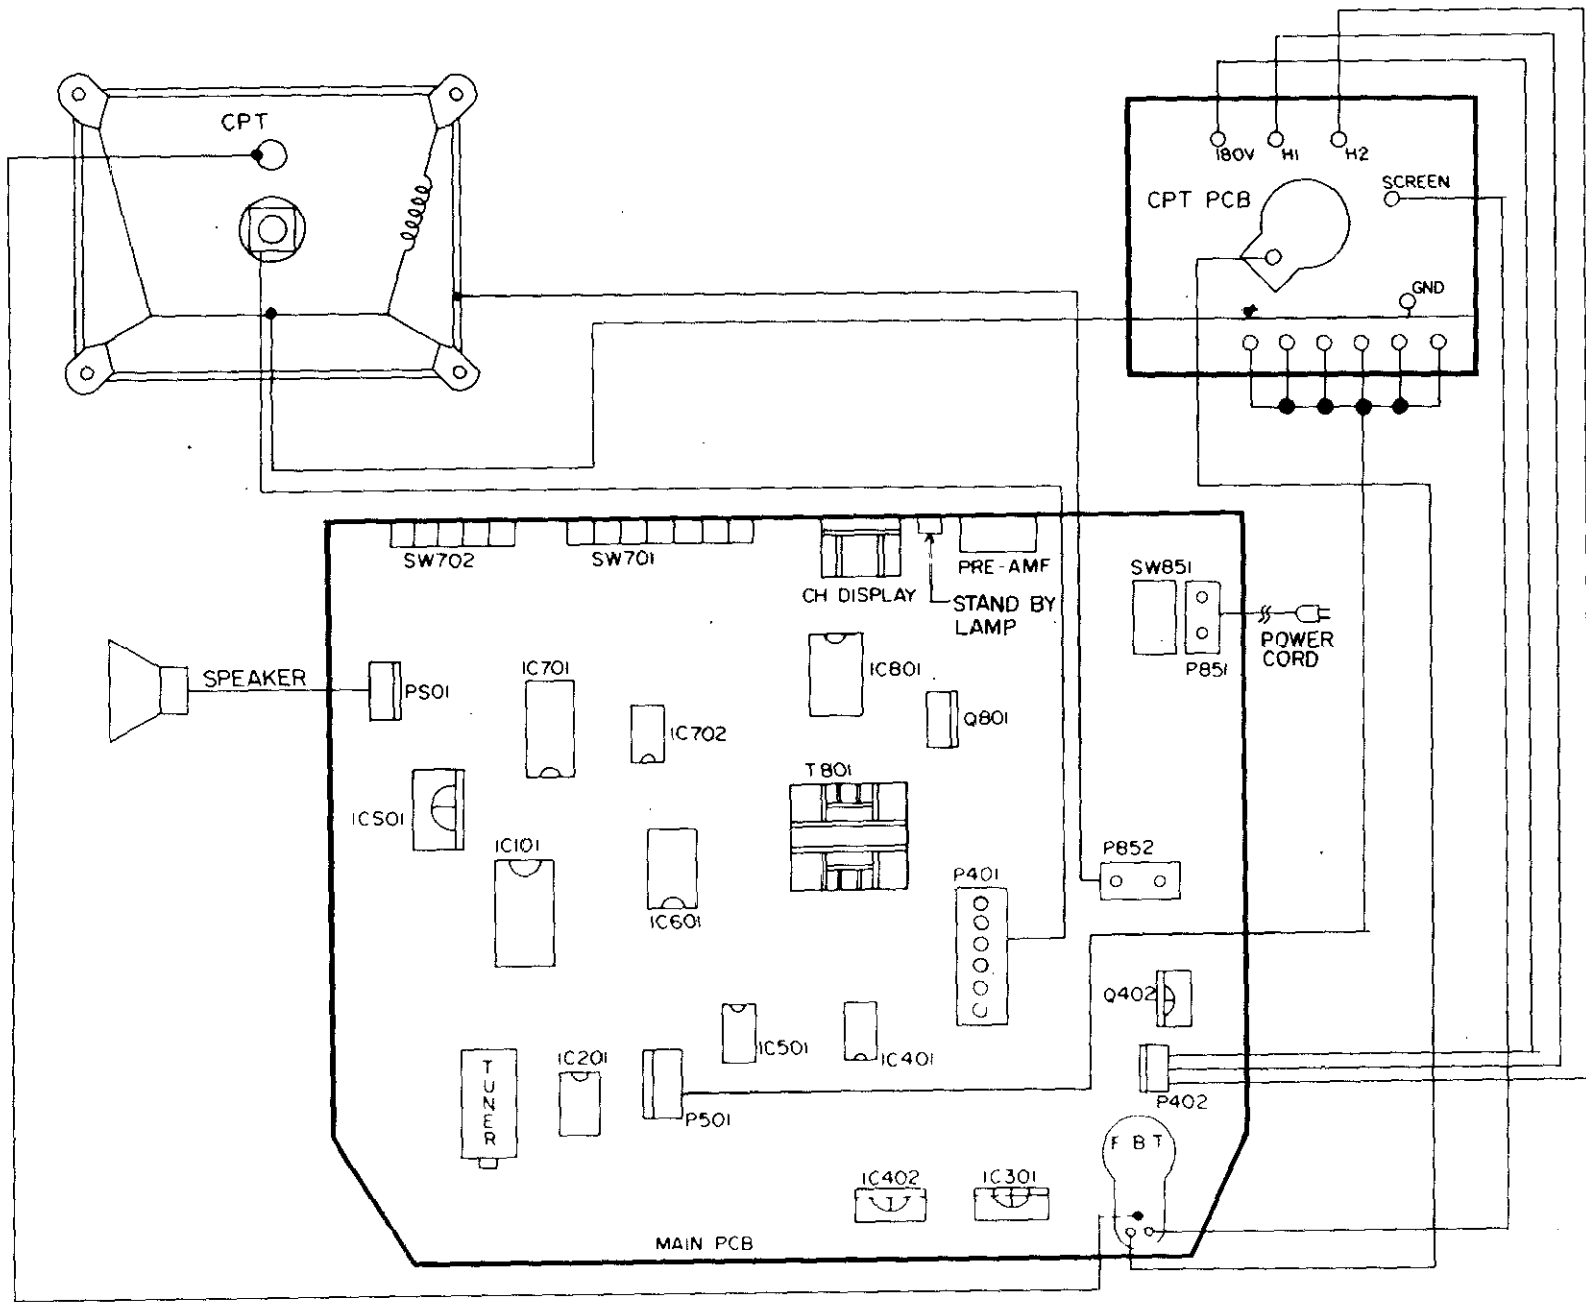 CPT
180V
H1
H2
SCREEN
CPT PCB
GND
SW702
SW701
CH DISPLAY
STAND BY
LAMP
PRE-AMF
SW851
P851
POWER
CORD
SPEAKER
PS01
IC701
IC702
IC801
Q801
ICS01
T801
IC101
IC601
P401
P852
Q402
IC501
IC401
TUNER
IC201
P501
P402
FBT
IC402
IC301
MAIN PCB